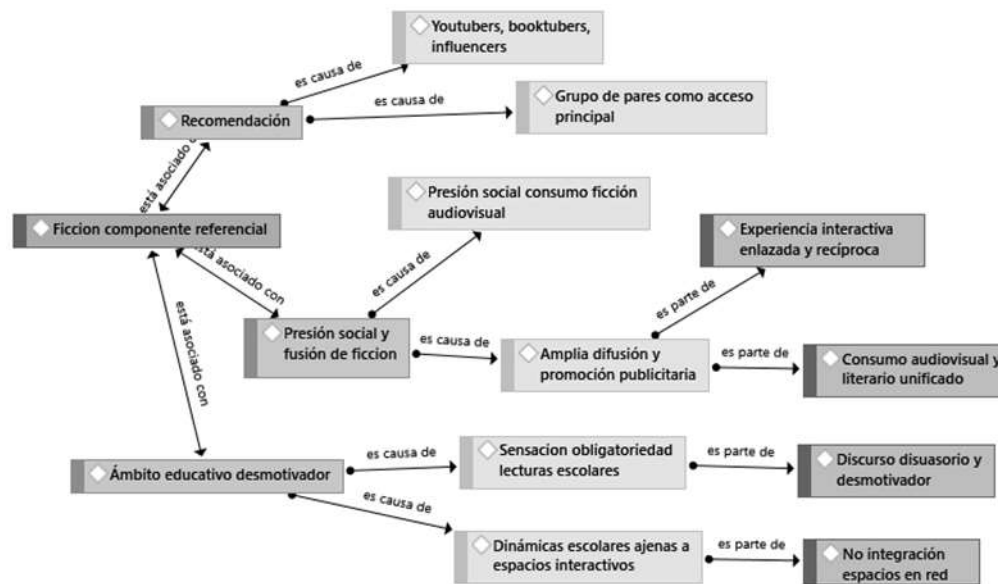 Youtubers, booktubers,
influencers
es causa de
es causa de
Grupo de pares como acceso
principal
Recomendación
está asociado
Presión social consumo ficción
audiovisual
Ficcion componente referencial
Experiencia interactiva
enlazada y recíproca
está asociado con
es causa de
es parte de
está asociado con
Presión social y
fusión de ficcion
es causa de
Amplia difusión y
promoción publicitaria
es parte de
Consumo audiovisual y
literario unificado
Sensacion obligatoriedad
lecturas escolares
es causa de
es parte de
Ámbito educativo desmotivador
Discurso disuasorio y
desmotivador
es causa de
Dinámicas escolares ajenas a
espacios interactivos
es parte de
No integración
espacios en red